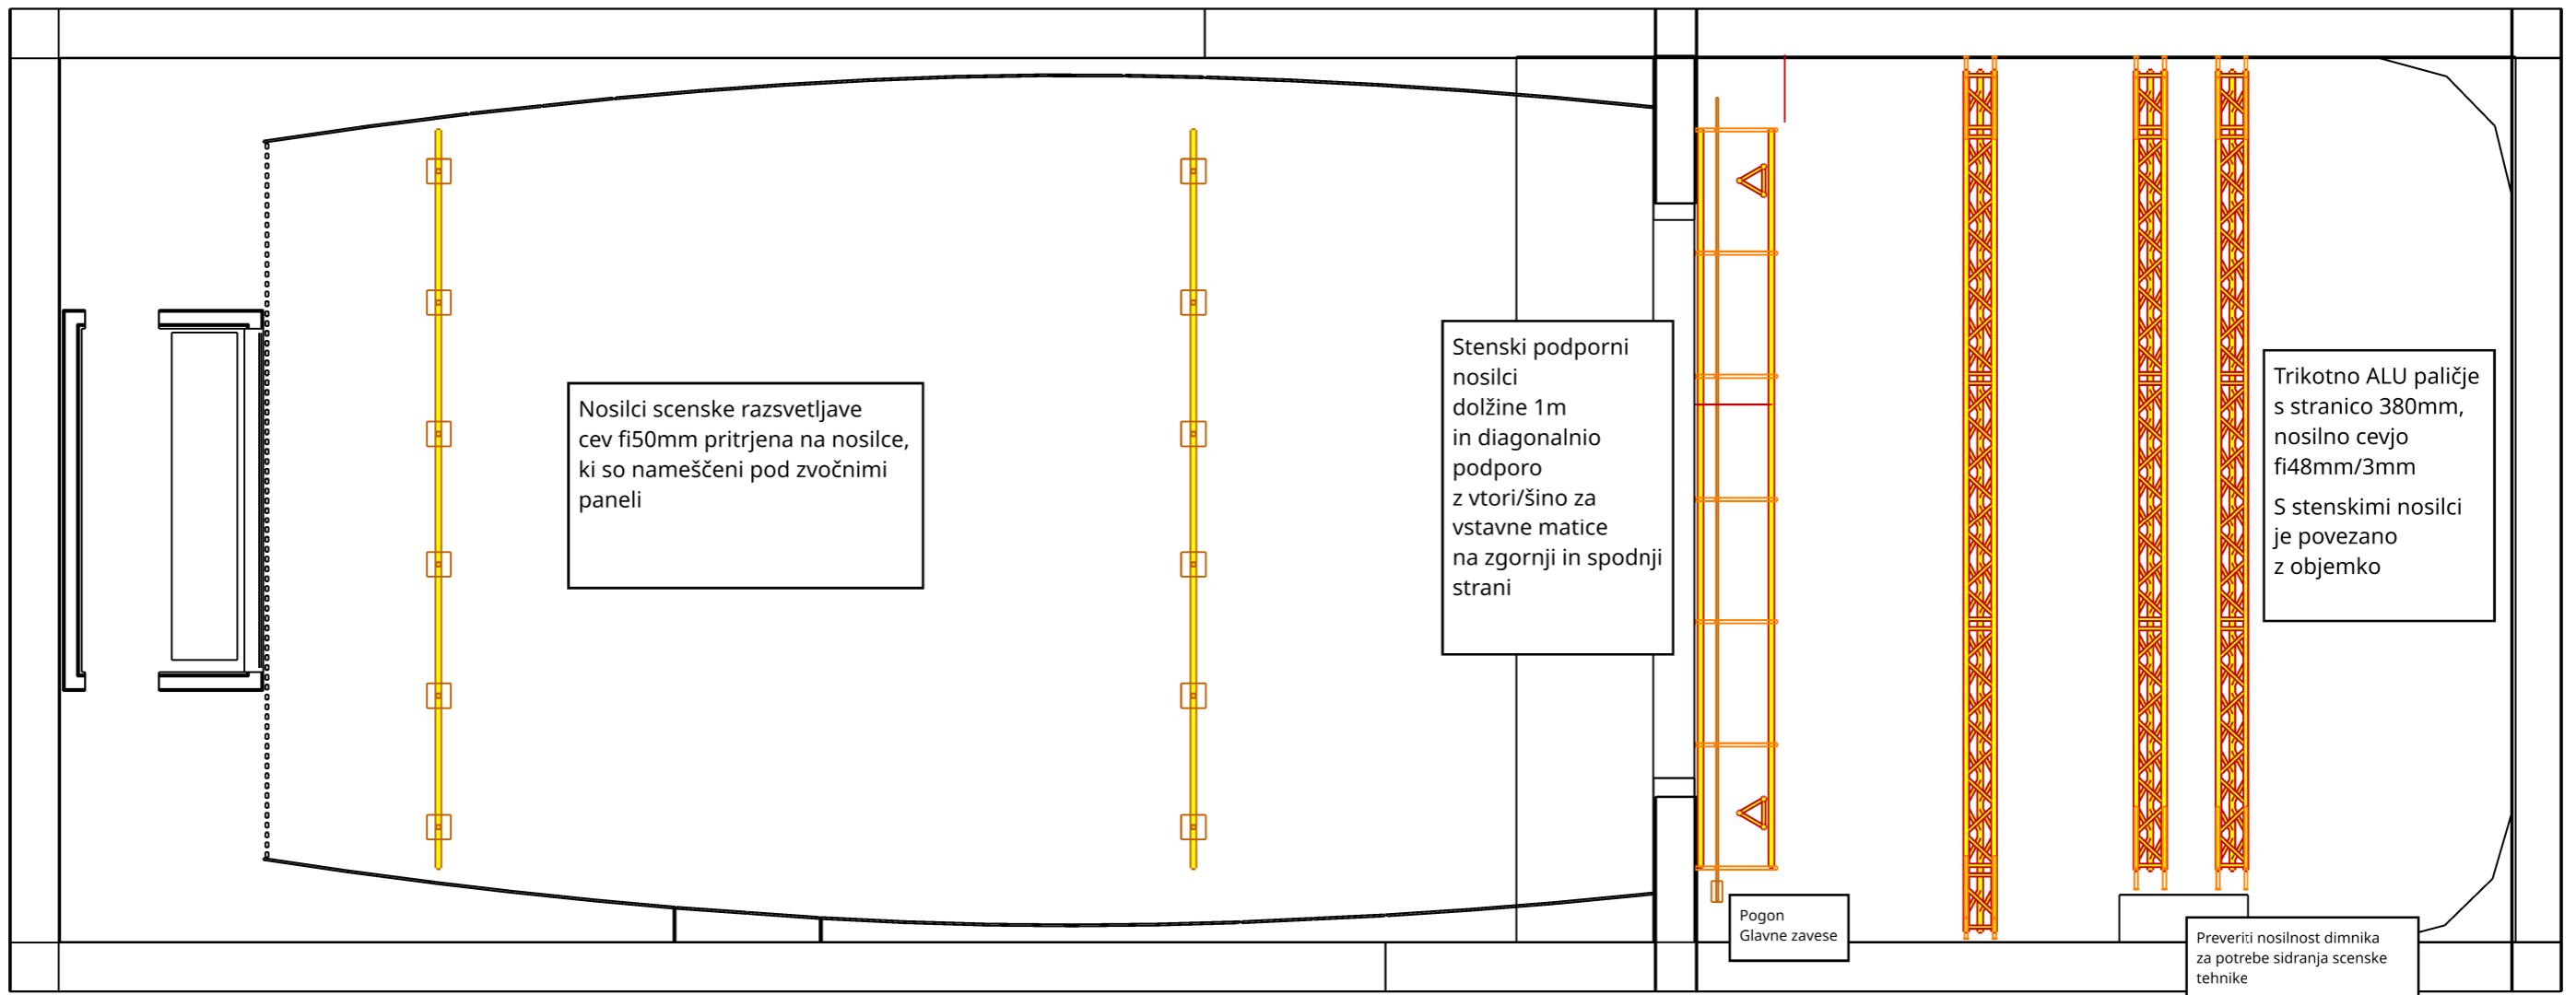 Nosilci scenske razsvetljave
cev fi50mm pritrjena na nosilce,
ki so nameščeni pod zvočnimi
paneli
Stenski podporni
nosilci
dolžine 1m
in diagonalnio
podporo
z vtori/šino za
vstavne matice
na zgornji in spodnji
strani
Trikotno ALU paličje
s stranico 380mm,
nosilno cevjo
fi48mm/3mm
S stenskimi nosilci
je povezano
z objemko
Pogon
Glavne zavese
Preveriti nosilnost dimnika
za potrebe sidranja scenske
tehnike